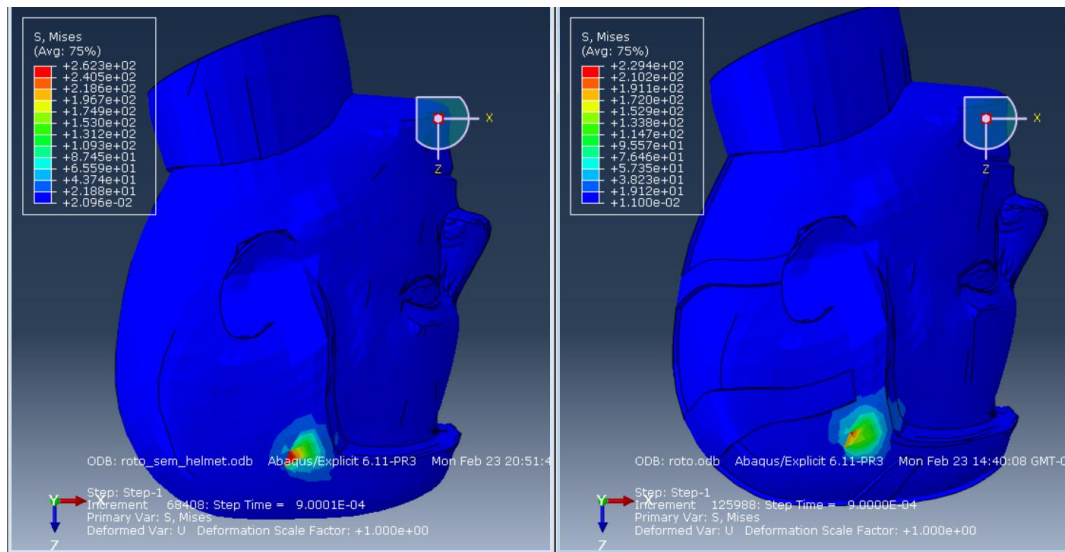 S, Mises
(Avg: 75%)
+2.623e+02
+2.405e+02
+2.186e+02
+1.967e+02
+1.749e+02
+1.530e+02
+1.312e+02
+1.093e+02
+8.745e+01
+6.559e+01
+4.374e+01
+2.188e+01
+2.096e-02
X
Z
ODB: roto_sem_helmet.odb Abaqus/Explicit 6.11-PR3 Mon Feb 23 20:51:4
Step: Step-1
Increment 68408: Step Time = 9.0001E-04
Primary Var: S, Mises
Deformed Var: U Deformation Scale Factor: +1.000e+00
Y
X
Z
S, Mises
(Avg: 75%)
+2.294e+02
+2.102e+02
+1.911e+02
+1.720e+02
+1.529e+02
+1.338e+02
+1.147e+02
+9.557e+01
+7.646e+01
+5.735e+01
+3.823e+01
+1.912e+01
+1.100e-02
X
Z
ODB: roto.odb Abaqus/Explicit 6.11-PR3 Mon Feb 23 14:40:08 GMT-0
Step: Step-1
Increment 125988: Step Time = 9.0000E-04
Primary Var: S, Mises
Deformed Var: U Deformation Scale Factor: +1.000e+00
Y
X
Z